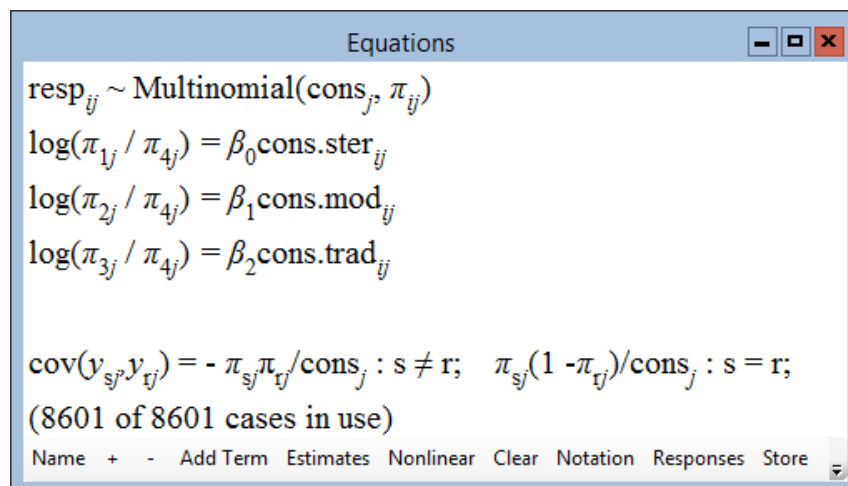 Equations
resp_ij ~ Multinomial(cons_j, π_ij)
log(π_1j / π_4j) = β_0cons.ster_ij
log(π_2j / π_4j) = β_1cons.mod_ij
log(π_3j / π_4j) = β_2cons.trad_ij
cov(y_sj,y_rj) = - π_sjπ_rj/cons_j : s ≠ r; π_sj(1 -π_rj)/cons_j : s = r;
(8601 of 8601 cases in use)
Name + - Add Term Estimates Nonlinear Clear Notation Responses Store